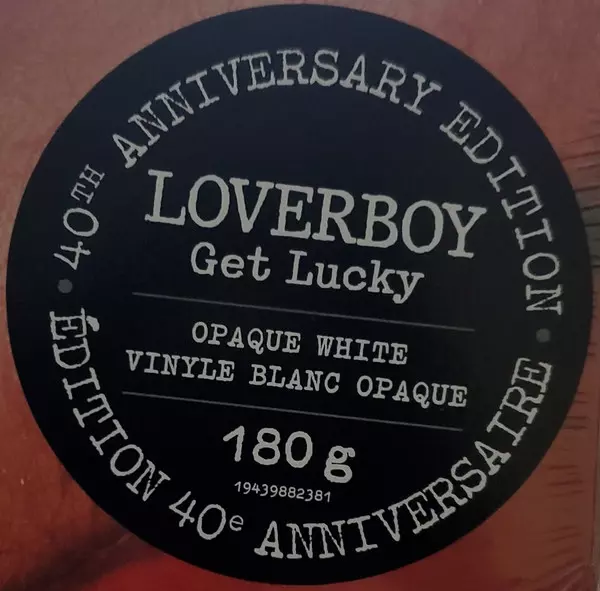 • 40TH ANNIVERSARY EDITION •
LOVERBOY
Get Lucky
OPAQUE WHITE
VINYLE BLANC OPAQUE
180 g
19439882381
ÉDITION 40e ANNIVERSAIRE